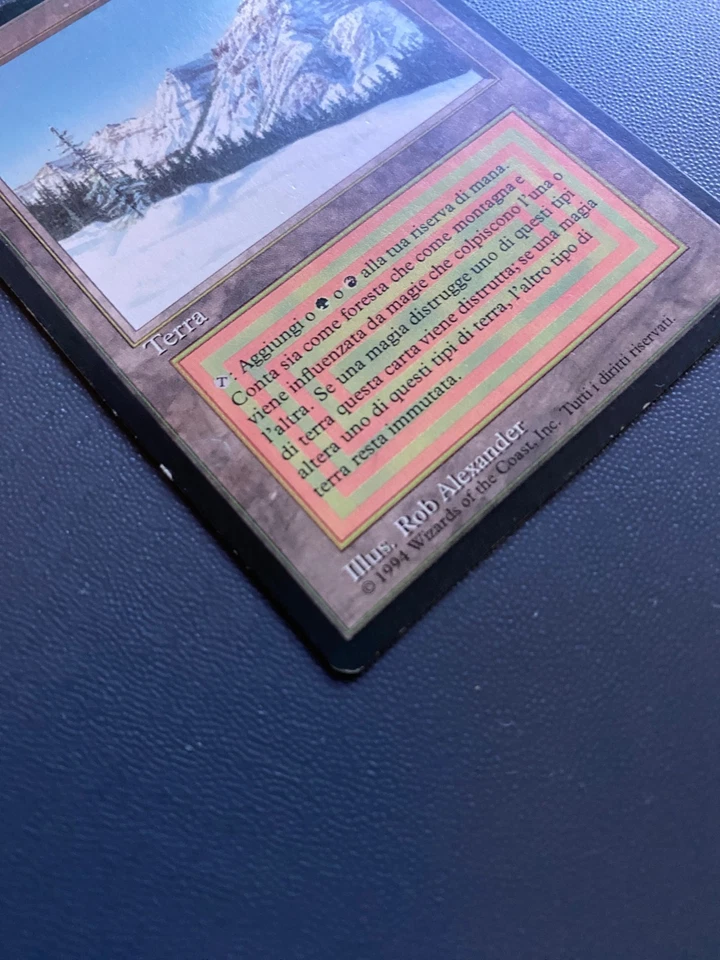 Terra
T: Aggiungi o o alla tua riserva di mana.
Conta sia come foresta che come montagna e
viene influenzata da magie che colpiscono l'una o
l'altra. Se una magia distrugge uno di questi tipi
di terra questa carta viene distrutta; se una magia
altera uno di questi tipi di terra, l'altro tipo di
terra resta immutata.
Illus. Rob Alexander
© 1994 Wizards of the Coast, Inc. Tutti i diritti riservati.